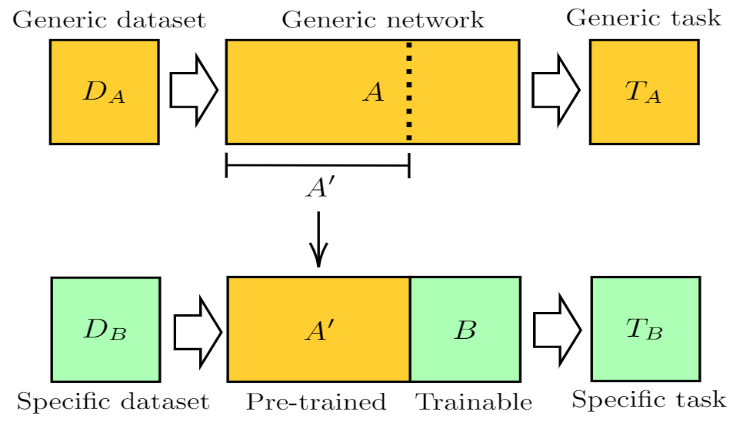 Generic dataset
Generic network
Generic task
D_A
A
T_A
A′
D_B
A′
B
T_B
Specific dataset
Pre-trained
Trainable
Specific task